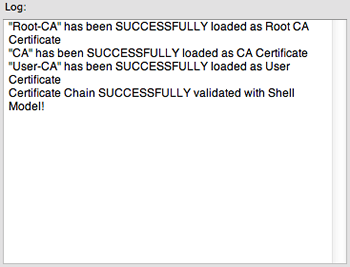 Log:
"Root-CA" has been SUCCESSFULLY loaded as Root CA
Certificate
"CA" has been SUCCESSFULLY loaded as CA Certificate
"User-CA" has been SUCCESSFULLY loaded as User
Certificate
Certificate Chain SUCCESSFULLY validated with Shell
Model!